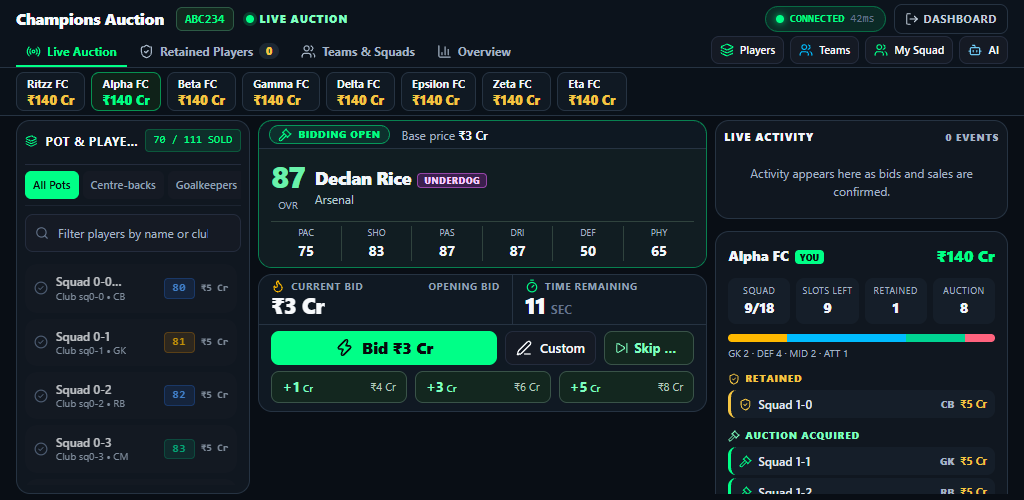 Champions Auction ABC234 LIVE AUCTION CONNECTED 42ms DASHBOARD
Live Auction Retained Players 0 Teams & Squads Overview Players Teams My Squad AI
Ritzz FC Alpha FC Beta FC Gamma FC Delta FC Epsilon FC Zeta FC Eta FC
₹140 Cr ₹140 Cr ₹140 Cr ₹140 Cr ₹140 Cr ₹140 Cr ₹140 Cr ₹140 Cr
POT & PLAYE... 70 / 111 SOLD
All Pots Centre-backs Goalkeepers
Filter players by name or clu
Squad 0-0...
Club sq0-0 • CB
80 ₹5 Cr
Squad 0-1
Club sq0-1 • GK
81 ₹5 Cr
Squad 0-2
Club sq0-2 • RB
82 ₹5 Cr
Squad 0-3
Club sq0-3 • CM
83 ₹5 Cr
BIDDING OPEN Base price ₹3 Cr
87
OVR
Declan Rice UNDERDOG
Arsenal
PAC SHO PAS DRI DEF PHY
75 83 87 87 50 65
CURRENT BID OPENING BID TIME REMAINING
₹3 Cr 11 SEC
Bid ₹3 Cr Custom Skip ...
+1 Cr ₹4 Cr +3 Cr ₹6 Cr +5 Cr ₹8 Cr
LIVE ACTIVITY 0 EVENTS
Activity appears here as bids and sales are
confirmed.
Alpha FC YOU ₹140 Cr
SQUAD SLOTS LEFT RETAINED AUCTION
9/18 9 1 8
GK 2 · DEF 4 · MID 2 · ATT 1
RETAINED
Squad 1-0 CB ₹5 Cr
AUCTION ACQUIRED
Squad 1-1 GK ₹5 Cr
Squad 1-2 RB ₹5 Cr